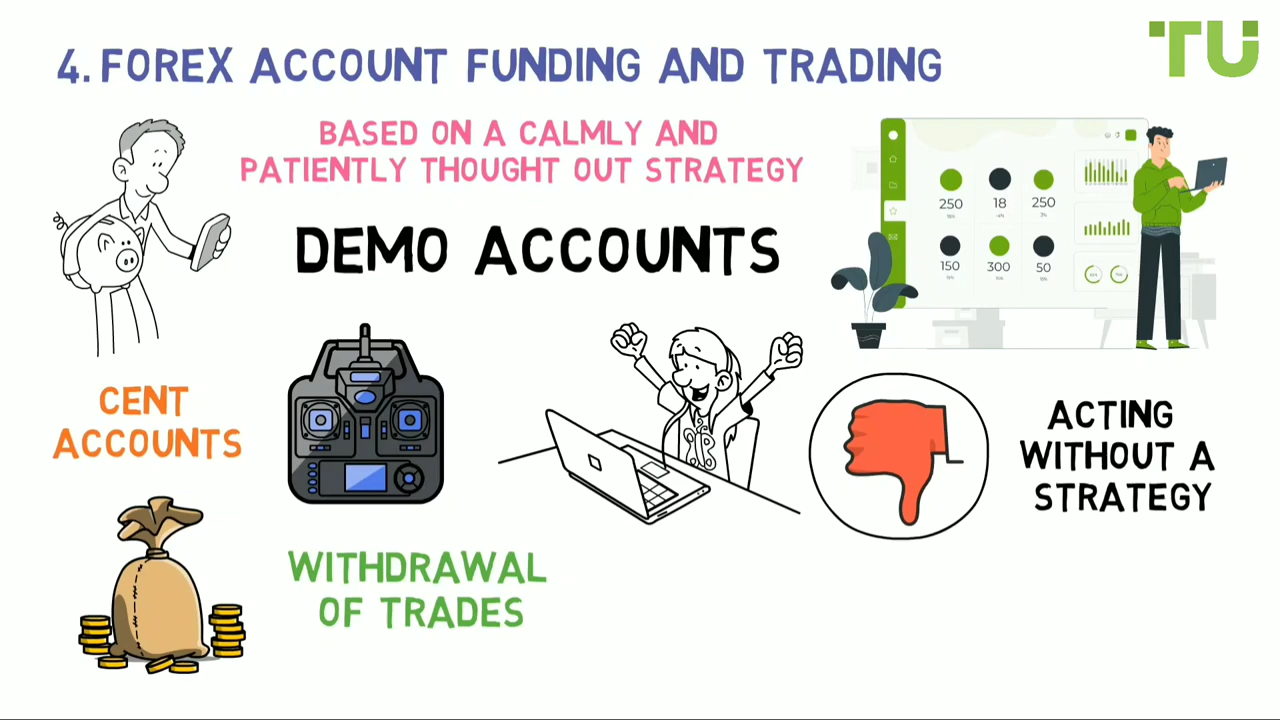 4. FOREX ACCOUNT FUNDING AND TRADING
TU
BASED ON A CALMLY AND
PATIENTLY THOUGHT OUT STRATEGY
DEMO ACCOUNTS
250
18
250
150
300
50
CENT
ACCOUNTS
ACTING
WITHOUT A
STRATEGY
WITHDRAWAL
OF TRADES